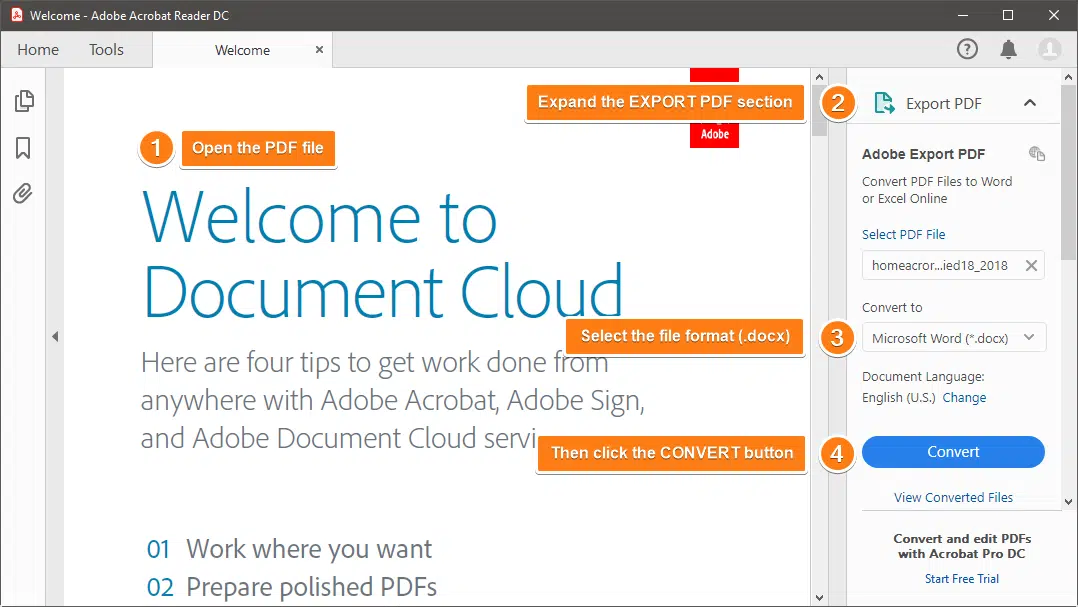 Welcome - Adobe Acrobat Reader DC
Home
Tools
Welcome
1
Open the PDF file
Expand the EXPORT PDF section
Adobe
Welcome to
Document Cloud
Here are four tips to get work done from
anywhere with Adobe Acrobat, Adobe Sign,
and Adobe Document Cloud servi
01 Work where you want
02 Prepare polished PDFs
2
Export PDF
Adobe Export PDF
Convert PDF Files to Word
or Excel Online
Select PDF File
homeacror...ied18_2018
Convert to
Select the file format (.docx)
3
Microsoft Word (*.docx)
Document Language:
English (U.S.) Change
Then click the CONVERT button
4
Convert
View Converted Files
Convert and edit PDFs
with Acrobat Pro DC
Start Free Trial